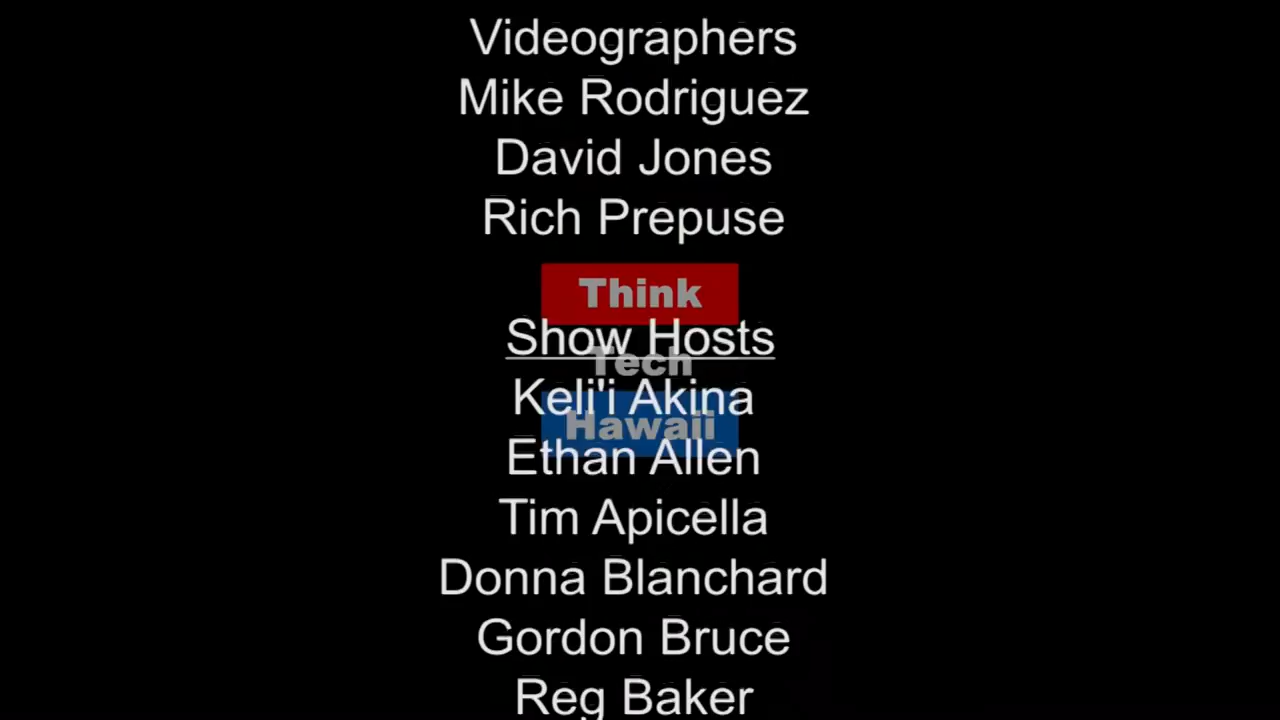 Videographers
Mike Rodriguez
David Jones
Rich Prepuse
Think
Show Hosts
Tech
Keli'i Akina
Hawaii
Ethan Allen
Tim Apicella
Donna Blanchard
Gordon Bruce
Reg Baker